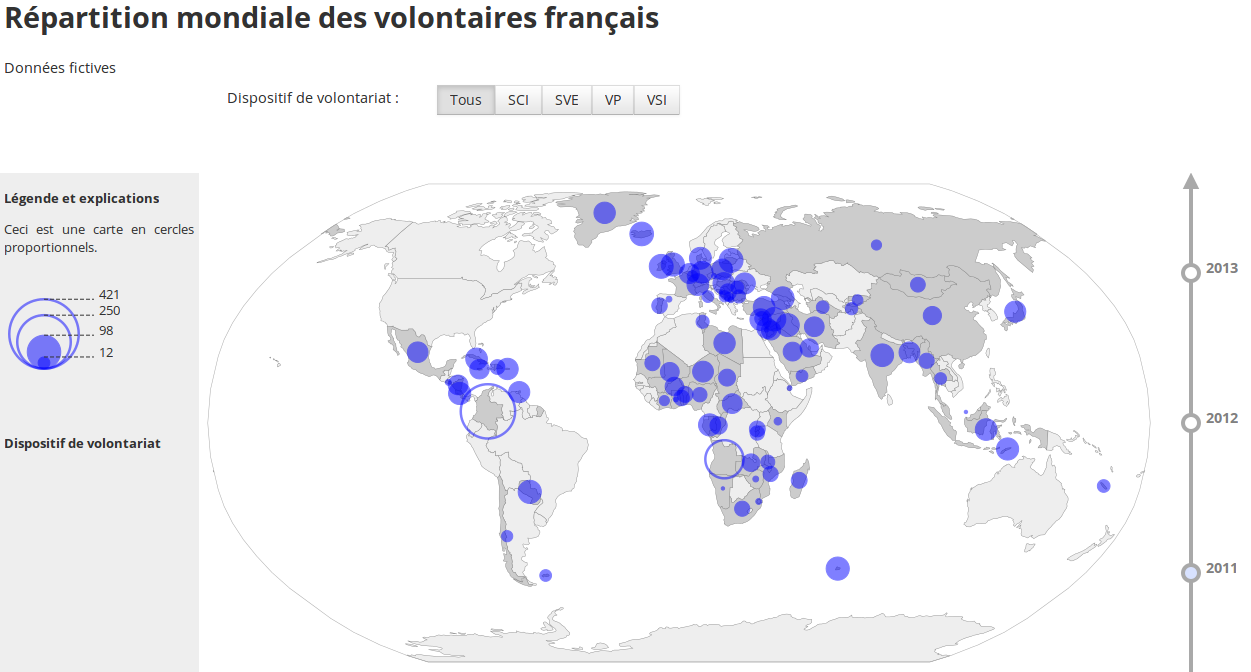 Répartition mondiale des volontaires français
Données fictives
Dispositif de volontariat :
Tous
SCI
SVE
VP
VSI
Légende et explications
Ceci est une carte en cercles
proportionnels.
421
250
98
12
Dispositif de volontariat
2013
2012
2011